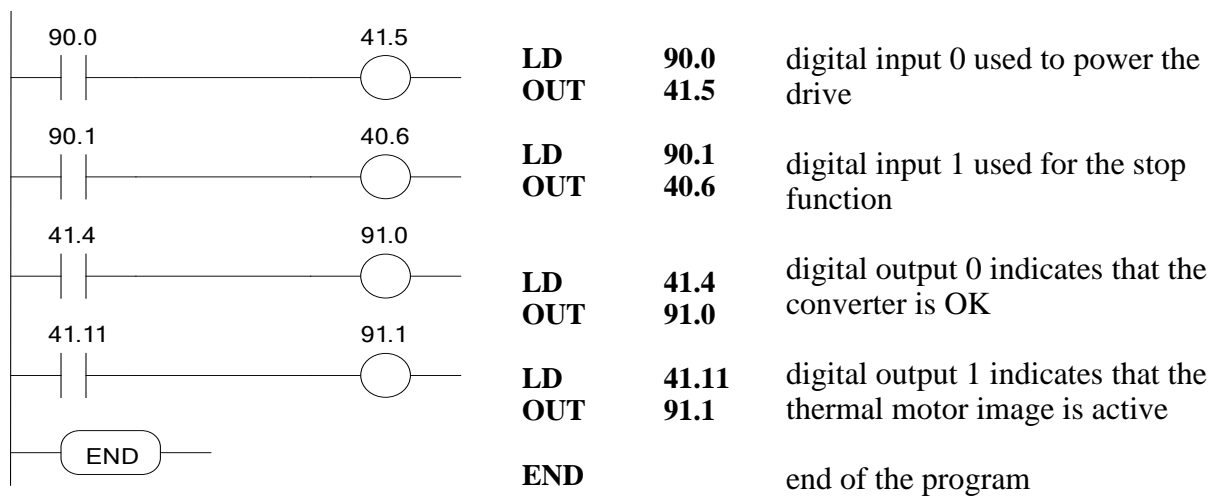 90.0 41.5
90.1 40.6
41.4 91.0
41.11 91.1
END
LD 90.0 digital input 0 used to power the
OUT 41.5 drive
LD 90.1 digital input 1 used for the stop
OUT 40.6 function
LD 41.4 digital output 0 indicates that the
OUT 91.0 converter is OK
LD 41.11 digital output 1 indicates that the
OUT 91.1 thermal motor image is active
END end of the program